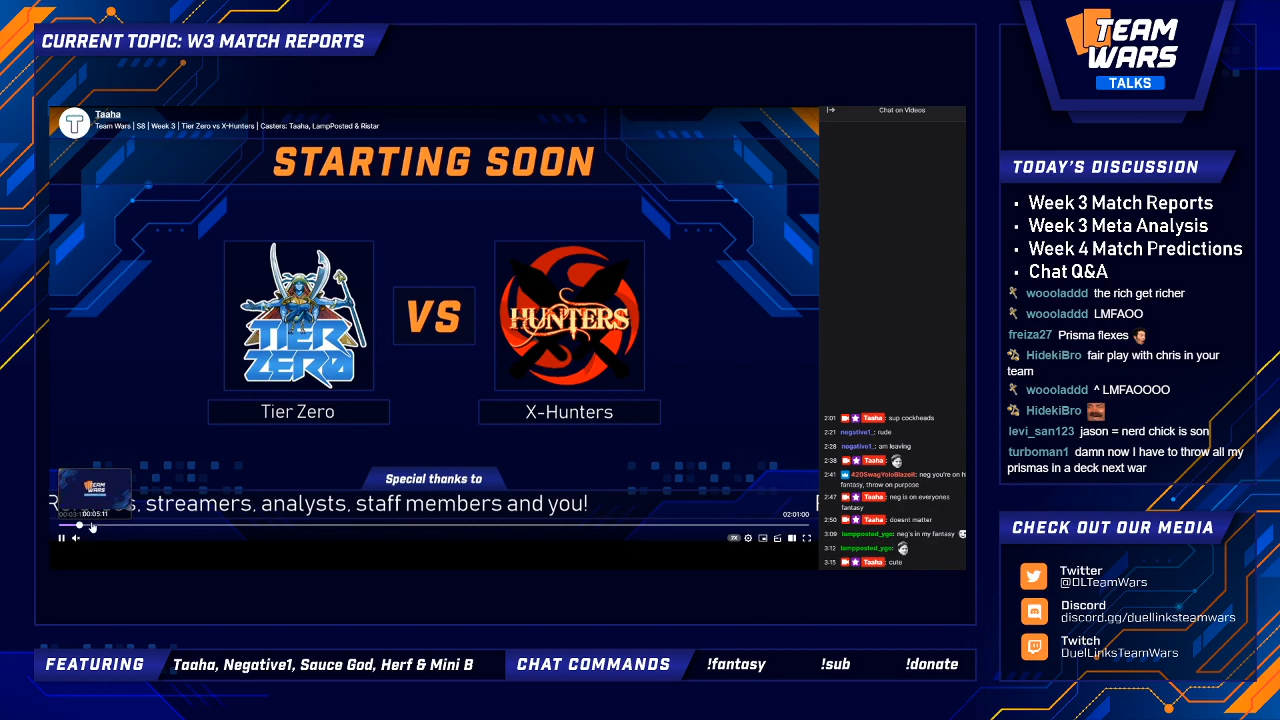 CURRENT TOPIC: W3 MATCH REPORTS
TEAM
WARS
TALKS
Taaha
Team Wars | S8 | Week 3 | Tier Zero vs X-Hunters | Casters: Taaha, LampPosted & Ristar
STARTING SOON
TIER
ZERO
VS
HUNTERS
Tier Zero
X-Hunters
Special thanks to
streamers, analysts, staff members and you!
TEAM
WARS
00:05:11
02:01:00
2X
Chat on Videos
2:01 Taaha: sup cockheads
2:21 negative1_: rude
2:28 negative1_: am leaving
2:38 Taaha:
2:41 420SwagYoloBlazeit: neg you're on hi
fantasy, throw on purpose
2:47 Taaha: neg is on everyones
fantasy
2:50 Taaha: doesnt matter
3:09 lampposted_ygo: neg's in my fantasy
3:12 lampposted_ygo:
3:15 Taaha: cute
TODAY'S DISCUSSION
Week 3 Match Reports
Week 3 Meta Analysis
Week 4 Match Predictions
Chat Q&A
woooladdd the rich get richer
woooladdd LMFAOO
freiza27 Prisma flexes
HidekiBro fair play with chris in your
team
woooladdd ^ LMFAOOOO
HidekiBro
levi_san123 jason = nerd chick is son
turboman1 damn now I have to throw all my
prismas in a deck next war
CHECK OUT OUR MEDIA
Twitter
@DLTeamWars
Discord
discord.gg/duellinksteamwars
Twitch
DuelLinksTeamWars
FEATURING
Taaha, Negative1, Sauce God, Herf & Mini B
CHAT COMMANDS
!fantasy
!sub
!donate